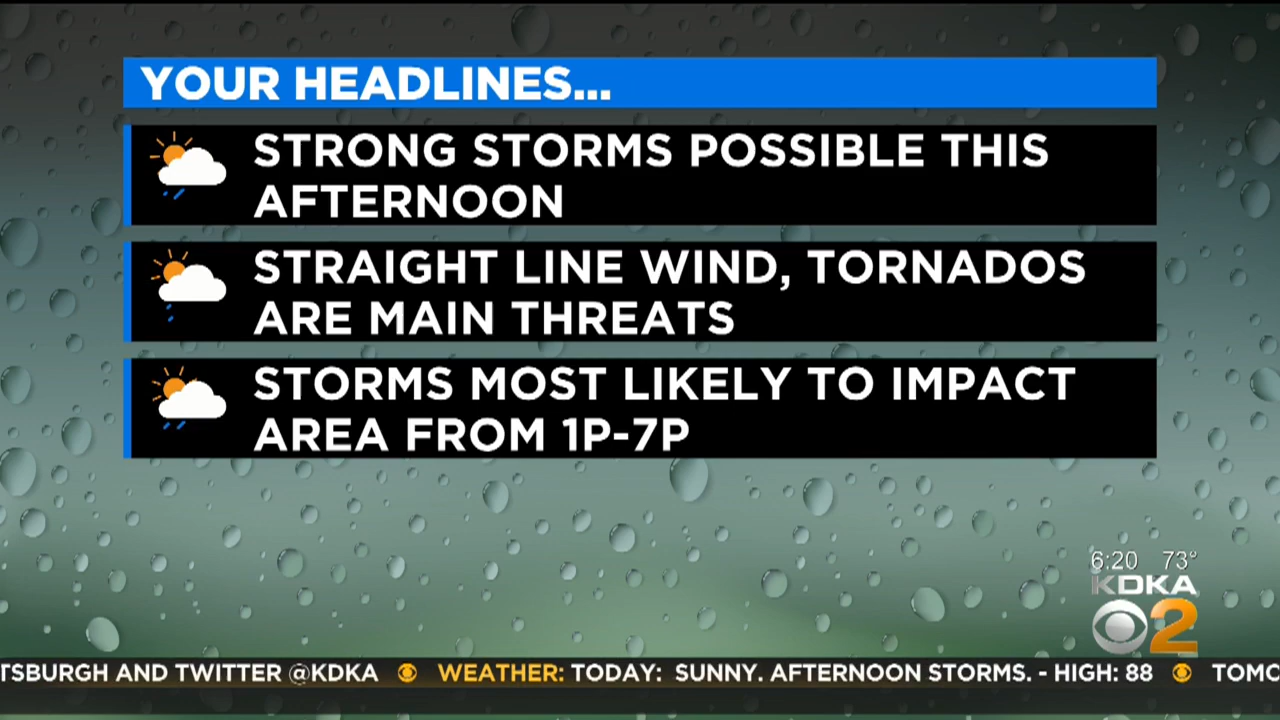 YOUR HEADLINES...
STRONG STORMS POSSIBLE THIS
AFTERNOON
STRAIGHT LINE WIND, TORNADOS
ARE MAIN THREATS
STORMS MOST LIKELY TO IMPACT
AREA FROM 1P-7P
6:20 73°
KDKA
2
TSBURGH AND TWITTER @KDKA WEATHER: TODAY: SUNNY. AFTERNOON STORMS. - HIGH: 88 TOMO